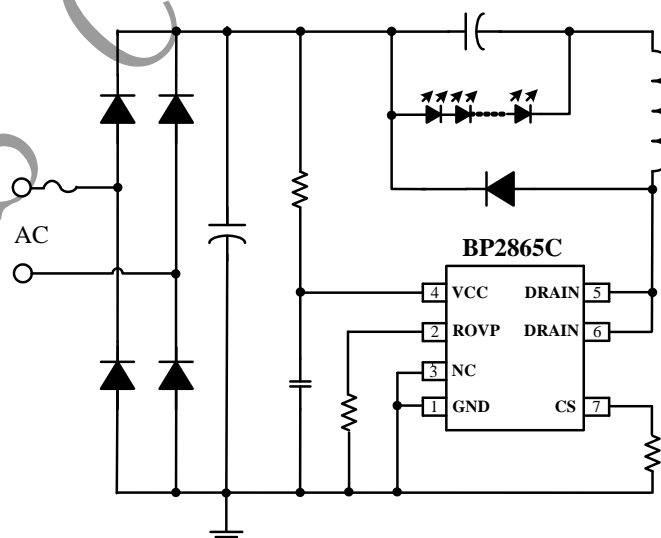 AC
BP2865C
4 VCC DRAIN 5
2 ROVP DRAIN 6
3 NC
1 GND CS 7